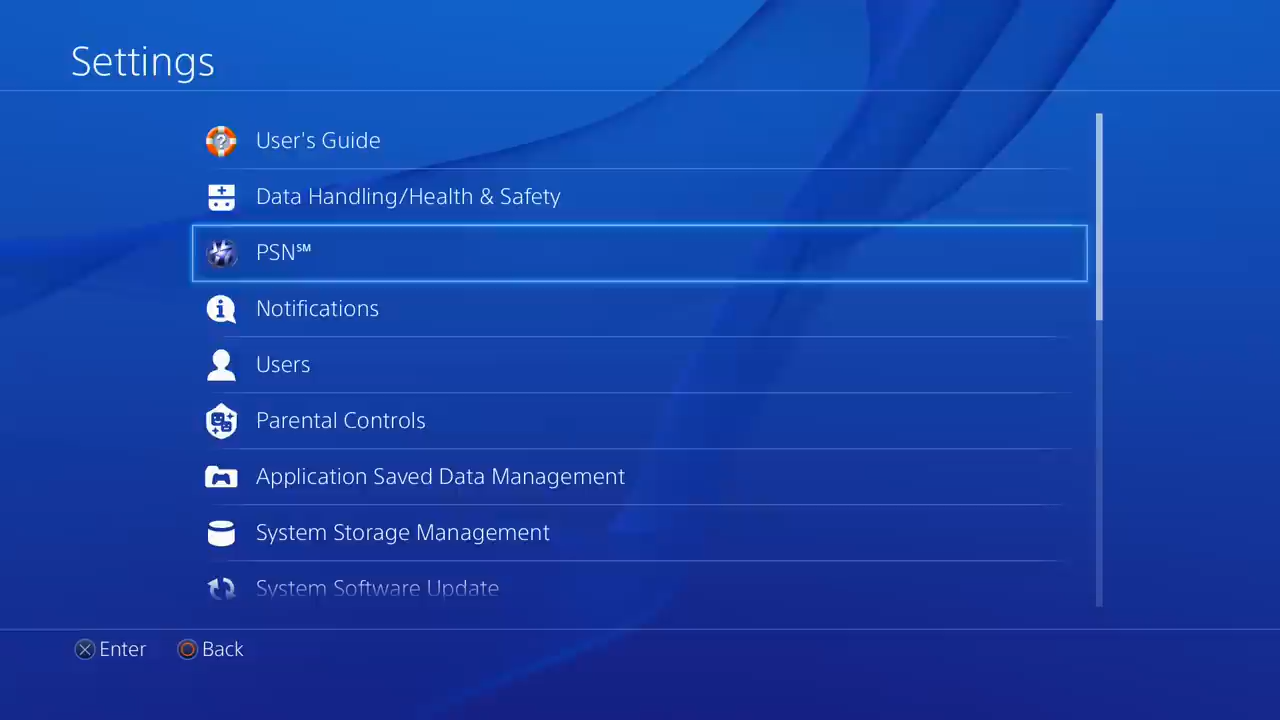 Settings
User's Guide
Data Handling/Health & Safety
PSN℠
Notifications
Users
Parental Controls
Application Saved Data Management
System Storage Management
System Software Update
Enter Back